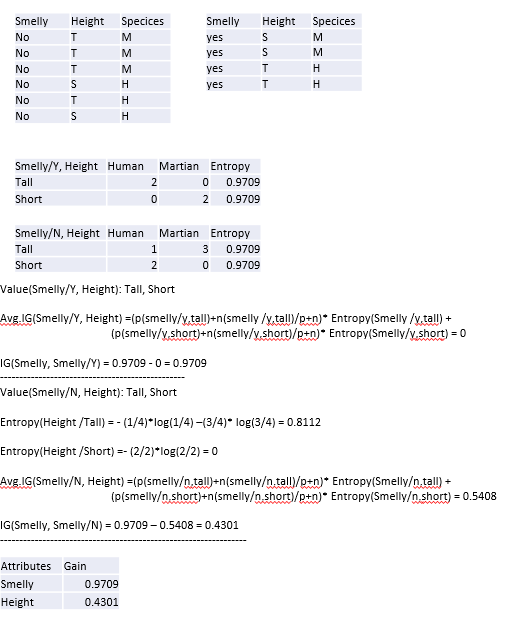 Smelly Height Specices
No T M
No T M
No T M
No S H
No T H
No S H
Smelly Height Specices
yes S M
yes S M
yes T H
yes T H
Smelly/Y, Height Human Martian Entropy
Tall 2 0 0.9709
Short 0 2 0.9709
Smelly/N, Height Human Martian Entropy
Tall 1 3 0.9709
Short 2 0 0.9709
Value(Smelly/Y, Height): Tall, Short
Avg.IG(Smelly/Y, Height) =(p(smelly/y,tall)+n(smelly /y,tall)/p+n)* Entropy(Smelly /y,tall) +
(p(smelly/y,short)+n(smelly/y,short)/p+n)* Entropy(Smelly/y,short) = 0
IG(Smelly, Smelly/Y) = 0.9709 - 0 = 0.9709
------------------------------------------------
Value(Smelly/N, Height): Tall, Short
Entropy(Height /Tall) = - (1/4)*log(1/4) –(3/4)* log(3/4) = 0.8112
Entropy(Height /Short) =- (2/2)*log(2/2) = 0
Avg.IG(Smelly/N, Height) =(p(smelly/n,tall)+n(smelly/n,tall)/p+n)* Entropy(Smelly/n,tall) +
(p(smelly/n,short)+n(smelly/n,short)/p+n)* Entropy(Smelly/n,short) = 0.5408
IG(Smelly, Smelly/N) = 0.9709 – 0.5408 = 0.4301
----------------------------------------------------------------
Attributes Gain
Smelly 0.9709
Height 0.4301